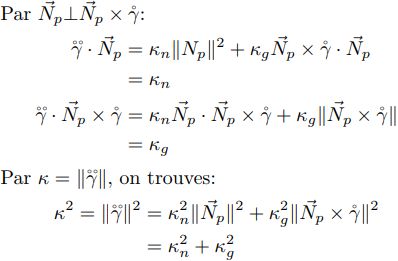 Par $\vec{N}_p \bot \vec{N}_p \times \mathring{\gamma}$:
$\mathring{\mathring{\gamma}} \cdot \vec{N}_p = \kappa_n \|N_p\|^2 + \kappa_g \vec{N}_p \times \mathring{\gamma} \cdot \vec{N}_p$
$= \kappa_n$
$\mathring{\mathring{\gamma}} \cdot \vec{N}_p \times \mathring{\gamma} = \kappa_n \vec{N}_p \cdot \vec{N}_p \times \mathring{\gamma} + \kappa_g \|\vec{N}_p \times \mathring{\gamma}\|$
$= \kappa_g$
Par $\kappa = \|\mathring{\mathring{\gamma}}\|$, on trouves:
$\kappa^2 = \|\mathring{\mathring{\gamma}}\|^2 = \kappa_n^2 \|\vec{N}_p\|^2 + \kappa_g^2 \|\vec{N}_p \times \mathring{\gamma}\|^2$
$= \kappa_n^2 + \kappa_g^2$